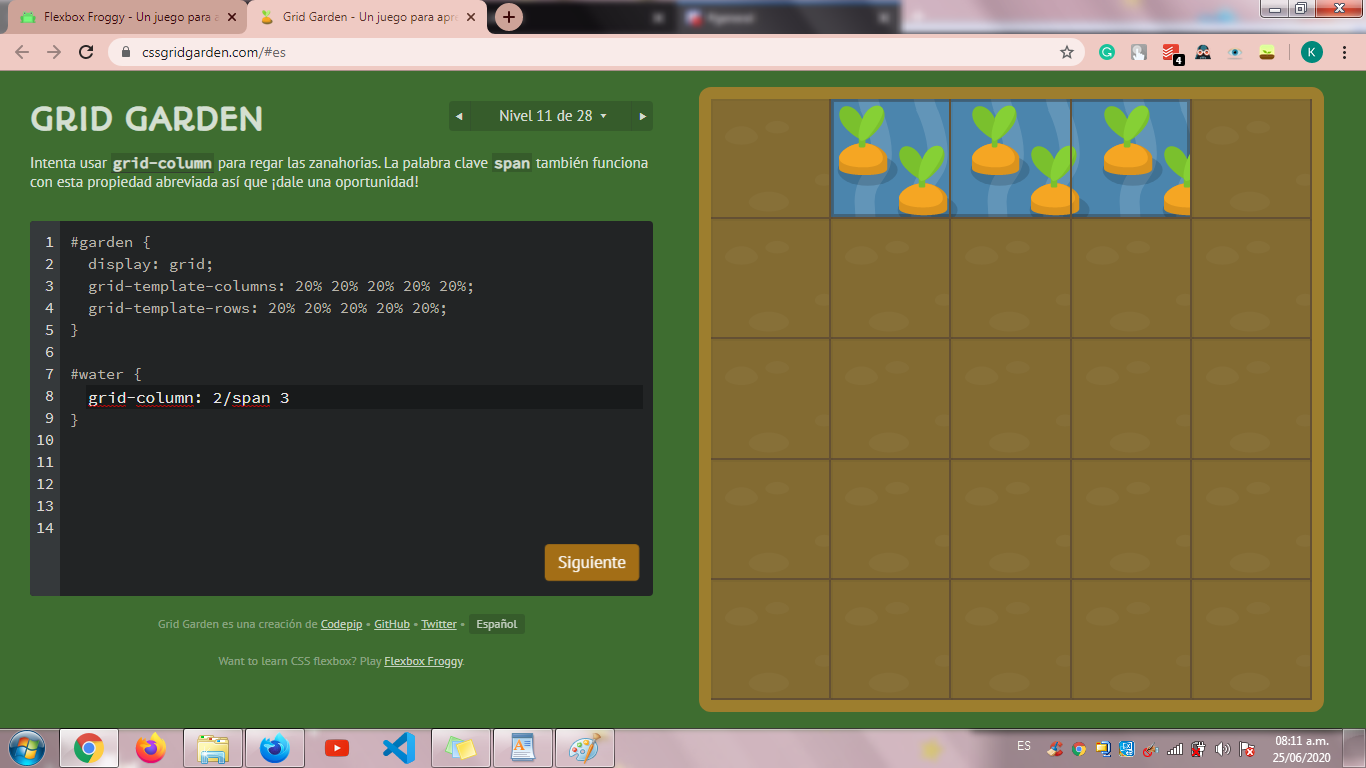 Flexbox Froggy - Un juego para a
Grid Garden - Un juego para apre
cssgridgarden.com/#es
4
K
GRID GARDEN
Nivel 11 de 28
Intenta usar grid-column para regar las zanahorias. La palabra clave span también funciona
con esta propiedad abreviada así que ¡dale una oportunidad!
1 #garden {
2 display: grid;
3 grid-template-columns: 20% 20% 20% 20% 20%;
4 grid-template-rows: 20% 20% 20% 20% 20%;
5 }
6
7 #water {
8 grid-column: 2/span 3
9 }
10
11
12
13
14
Siguiente
Grid Garden es una creación de Codepip • GitHub • Twitter • Español
Want to learn CSS flexbox? Play Flexbox Froggy.
ES
08:11 a.m.
25/06/2020